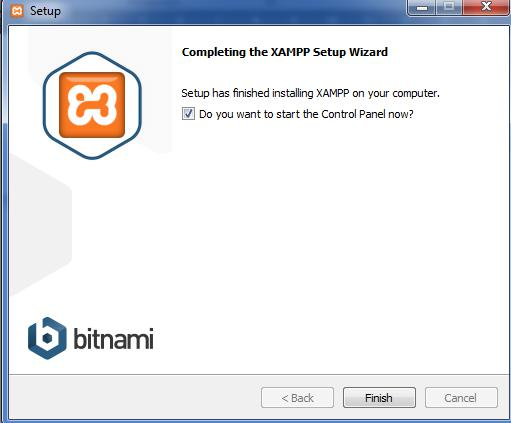 Setup
Completing the XAMPP Setup Wizard
Setup has finished installing XAMPP on your computer.
Do you want to start the Control Panel now?
bitnami
< Back
Finish
Cancel